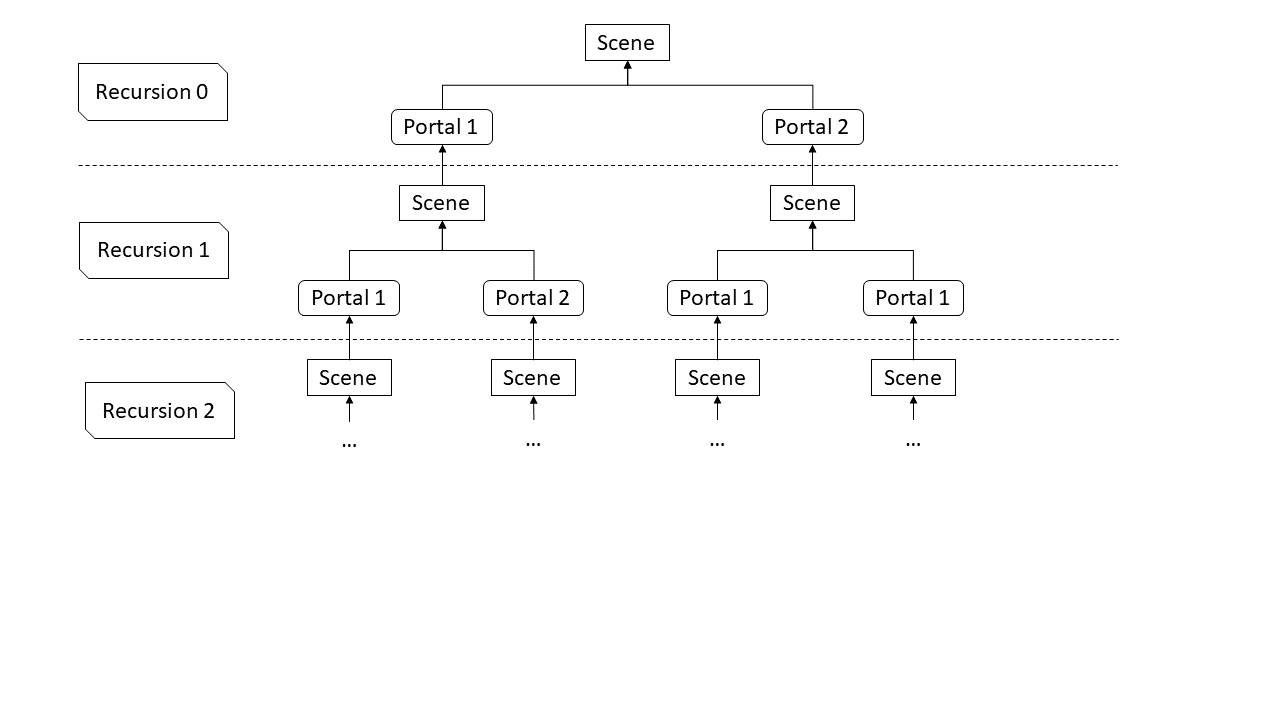 Scene
Recursion 0
Portal 1 Portal 2
Scene Scene
Recursion 1
Portal 1 Portal 2 Portal 1 Portal 1
Scene Scene Scene Scene
Recursion 2
... ... ... ...